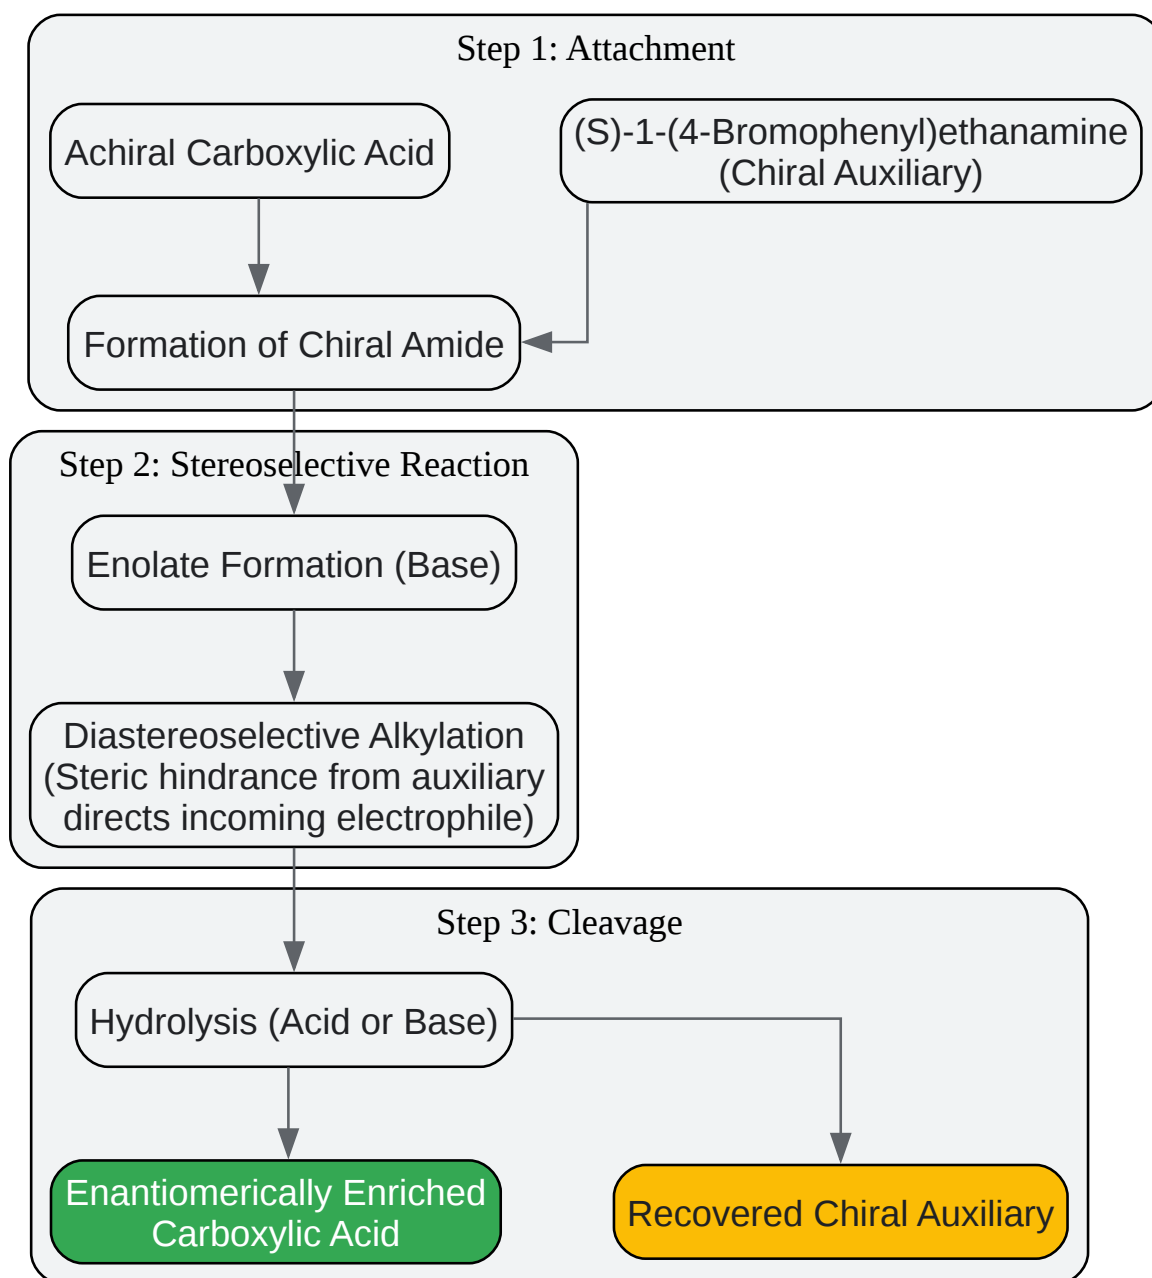 Step 1: Attachment
Achiral Carboxylic Acid
(S)-1-(4-Bromophenyl)ethanamine
(Chiral Auxiliary)
Formation of Chiral Amide
Step 2: Stereoselective Reaction
Enolate Formation (Base)
Diastereoselective Alkylation
(Steric hindrance from auxiliary
directs incoming electrophile)
Step 3: Cleavage
Hydrolysis (Acid or Base)
Enantiomerically Enriched
Carboxylic Acid
Recovered Chiral Auxiliary